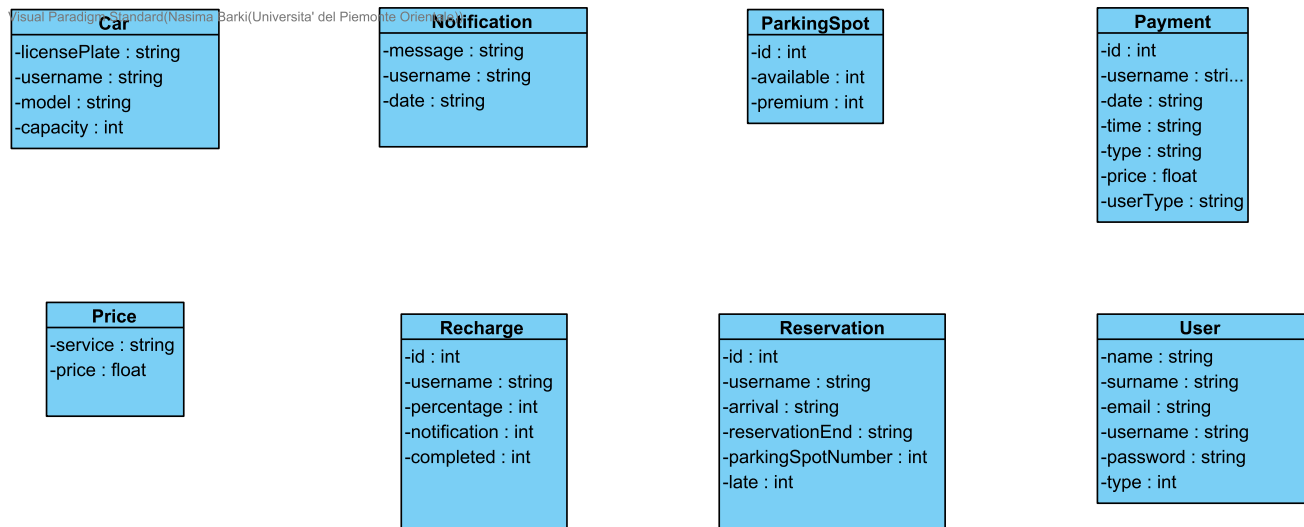 Visual Paradigm Standard(Nasima Barki(Universita' del Piemonte Orientale))
Car
-licensePlate : string
-username : string
-model : string
-capacity : int
Notification
-message : string
-username : string
-date : string
ParkingSpot
-id : int
-available : int
-premium : int
Payment
-id : int
-username : stri...
-date : string
-time : string
-type : string
-price : float
-userType : string
Price
-service : string
-price : float
Recharge
-id : int
-username : string
-percentage : int
-notification : int
-completed : int
Reservation
-id : int
-username : string
-arrival : string
-reservationEnd : string
-parkingSpotNumber : int
-late : int
User
-name : string
-surname : string
-email : string
-username : string
-password : string
-type : int